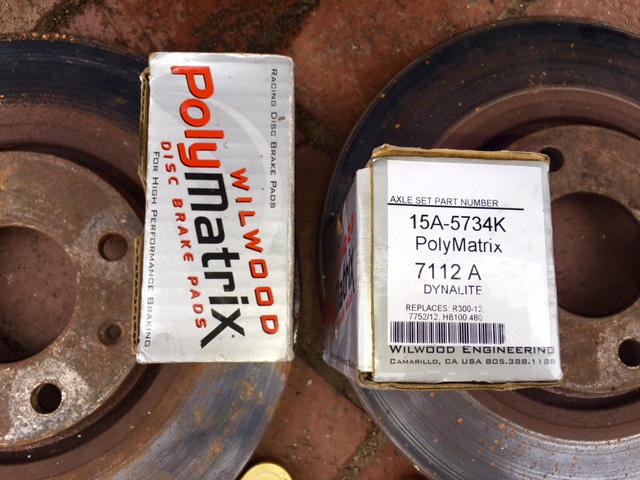 WILWOOD
PolyMatrix
DISC BRAKE PADS
RACING DISC BRAKE PADS
FOR HIGH PERFORMANCE BRAKING
AXLE SET PART NUMBER
15A-5734K
PolyMatrix
7112 A
DYNALITE
REPLACES: R300-12,
7752/12, HB100.480
WILWOOD ENGINEERING
CAMARILLO, CA USA 805.388.1188
Matrix